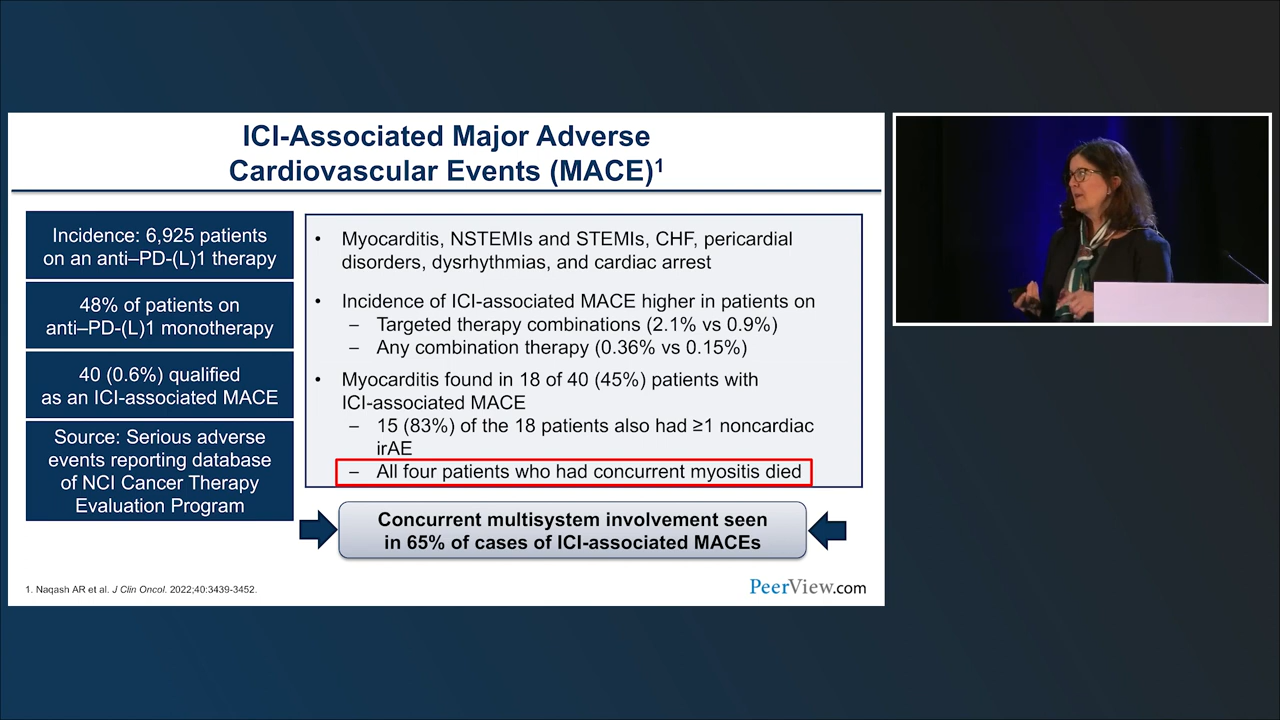 ICI-Associated Major Adverse
Cardiovascular Events (MACE)1
Incidence: 6,925 patients
on an anti–PD-(L)1 therapy
48% of patients on
anti–PD-(L)1 monotherapy
40 (0.6%) qualified
as an ICI-associated MACE
Source: Serious adverse
events reporting database
of NCI Cancer Therapy
Evaluation Program
• Myocarditis, NSTEMIs and STEMIs, CHF, pericardial
disorders, dysrhythmias, and cardiac arrest
• Incidence of ICI-associated MACE higher in patients on
– Targeted therapy combinations (2.1% vs 0.9%)
– Any combination therapy (0.36% vs 0.15%)
• Myocarditis found in 18 of 40 (45%) patients with
ICI-associated MACE
– 15 (83%) of the 18 patients also had ≥1 noncardiac
irAE
– All four patients who had concurrent myositis died
Concurrent multisystem involvement seen
in 65% of cases of ICI-associated MACEs
1. Naqash AR et al. J Clin Oncol. 2022;40:3439-3452.
PeerView.com